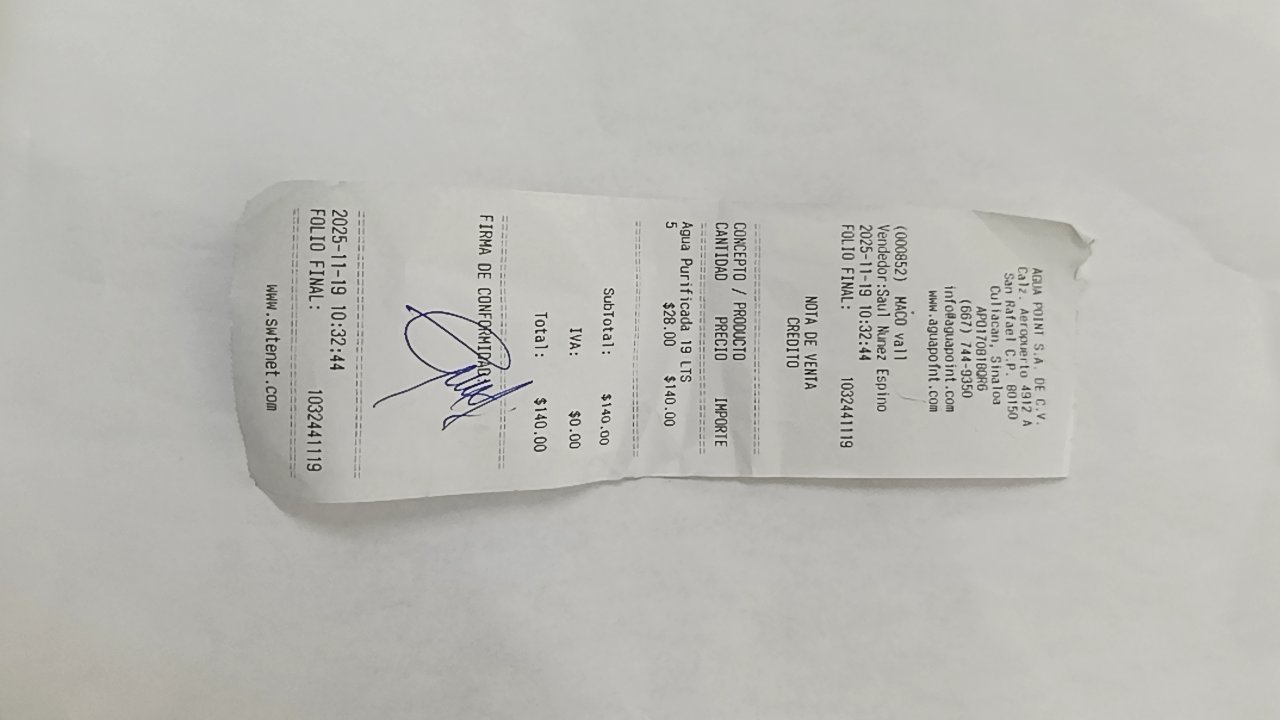 AGUA POINT S.A. DE C.V.
Calz. Aeropuerto 4912 A
San Rafael C.P. 80150
Culiacan, Sinaloa
APO170818QR6
(667) 744-9350
info@aguapoint.com
www.aguapoint.com
(000852) MACO vall
Vendedor:Saul Nunez Espino
2025-11-19 10:32:44
FOLIO FINAL: 1032441119
NOTA DE VENTA
CREDITO
CONCEPTO / PRODUCTO
CANTIDAD PRECIO IMPORTE
Agua Purificada 19 LTS
5 $28.00 $140.00
SubTotal: $140.00
IVA: $0.00
Total: $140.00
FIRMA DE CONFORMIDAD
2025-11-19 10:32:44
FOLIO FINAL: 1032441119
www.swtenet.com